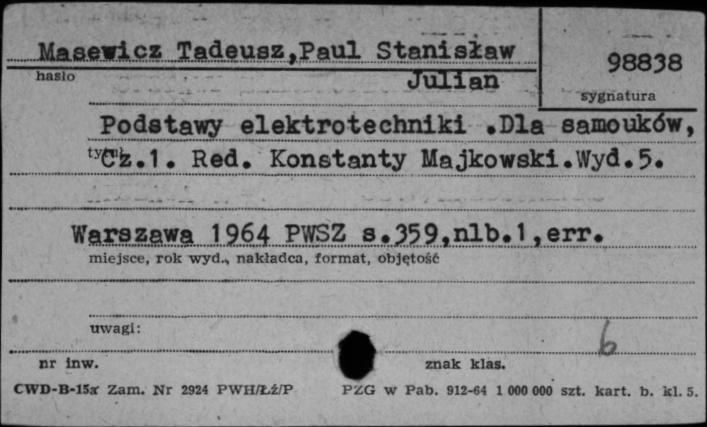 Masewicz Tadeusz,Paul Stanisław
hasło
Julian
98838
sygnatura
Podstawy elektrotechniki .Dla samouków,
tytuł
Cz.1. Red. Konstanty Majkowski.Wyd.5.
Warszawa 1964 PWSZ s.359,nlb.1,err.
miejsce, rok wyd., nakładca, format, objętość
uwagi:
6
nr inw.
znak klas.
CWD-B-15a Zam. Nr 2924 PWH/Łź/P
PZG w Pab. 912-64 1 000 000 szt. kart. b. kl. 5.